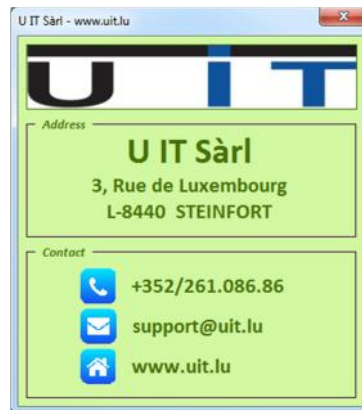 U IT Sàrl - www.uit.lu
U IT
Address
U IT Sàrl
3, Rue de Luxembourg
L-8440 STEINFORT
Contact
+352/261.086.86
support@uit.lu
www.uit.lu